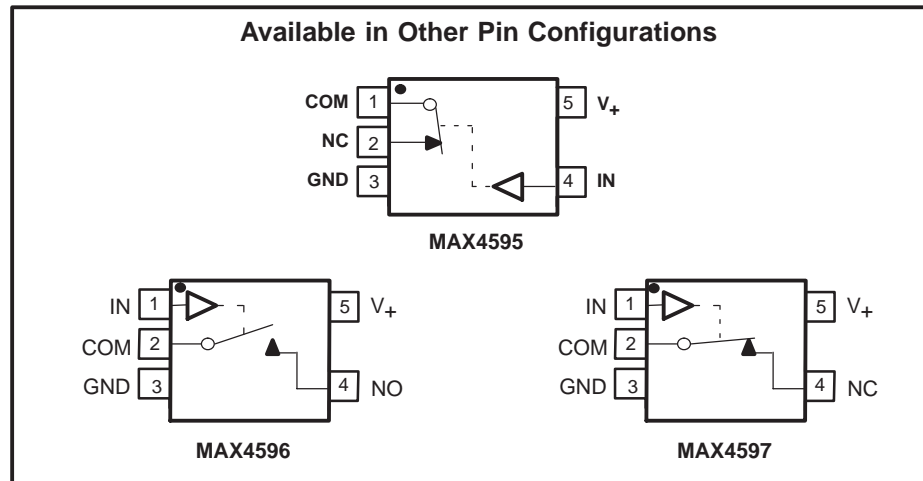 Available in Other Pin Configurations
COM 1 5 V+
NC 2
GND 3 4 IN
MAX4595
IN 1 5 V+
COM 2
GND 3 4 NO
MAX4596
IN 1 5 V+
COM 2
GND 3 4 NC
MAX4597